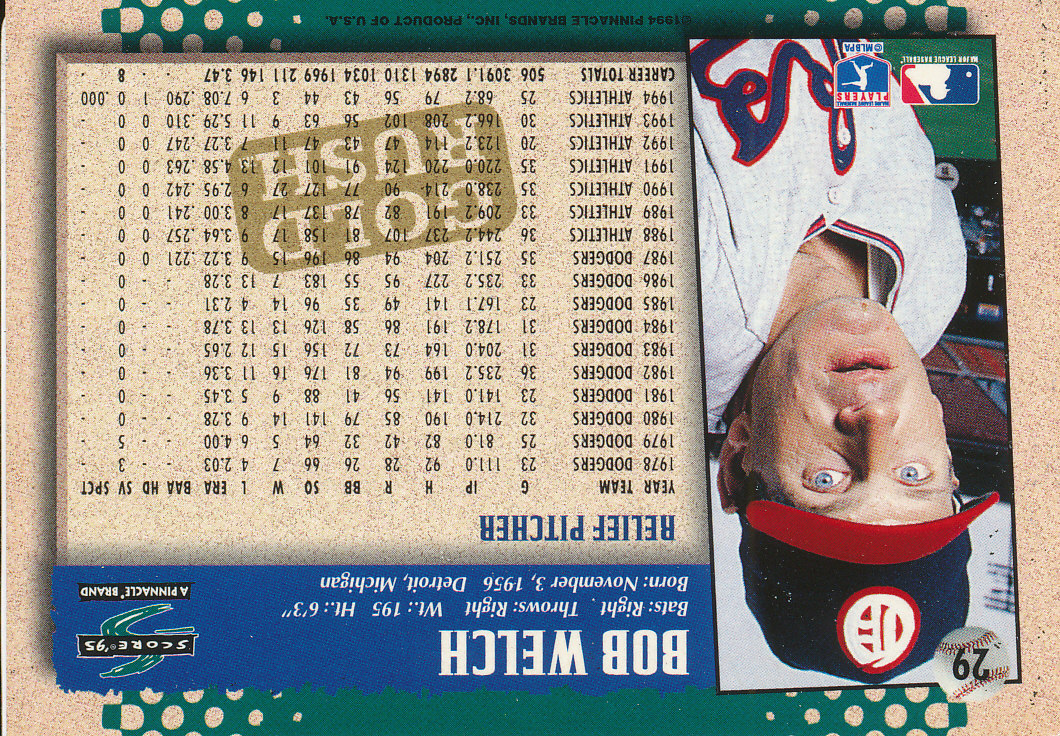 29
BOB WELCH
Bats: Right Throws: Right Wt.: 195 Ht.: 6'3"
Born: November 3, 1956 Detroit, Michigan
SCORE® '95
A PINNACLE® BRAND
RELIEF PITCHER
YEAR TEAM G IP H R BB SO W L ERA BAA HD SV SPCT
1978 DODGERS 23 111.0 92 28 26 66 7 4 2.03 - - 3 -
1979 DODGERS 25 81.0 82 42 32 64 5 6 4.00 - - 5 -
1980 DODGERS 32 214.0 190 85 79 141 14 9 3.28 - - 0 -
1981 DODGERS 23 141.0 141 56 41 88 9 5 3.45 - - 0 -
1982 DODGERS 36 235.2 199 94 81 176 16 11 3.36 - - 0 -
1983 DODGERS 31 204.0 164 73 72 156 15 12 2.65 - - 0 -
1984 DODGERS 31 178.2 191 86 58 126 13 13 3.78 - - 0 -
1985 DODGERS 23 167.1 141 49 35 96 14 4 2.31 - - 0 -
1986 DODGERS 33 235.2 227 95 55 183 7 13 3.28 - - 0 -
1987 DODGERS 35 251.2 204 94 86 196 15 9 3.22 .221 0 0 -
1988 ATHLETICS 36 244.2 237 107 81 158 17 9 3.64 .257 0 0 -
1989 ATHLETICS 33 209.2 191 82 78 137 17 8 3.00 .241 0 0 -
1990 ATHLETICS 35 238.0 214 90 77 127 27 6 2.95 .242 0 0 -
1991 ATHLETICS 35 220.0 220 124 91 101 12 13 4.58 .263 0 0 -
1992 ATHLETICS 20 123.2 114 47 43 47 11 7 3.27 .247 0 0 -
1993 ATHLETICS 30 166.2 208 102 56 63 9 11 5.29 .310 0 0 -
1994 ATHLETICS 25 68.2 79 56 43 44 3 6 7.08 .290 1 0 .000
CAREER TOTALS 506 3091.1 2894 1310 1034 1969 211 146 3.47 - - 8 -
GOLD
RUSH
MAJOR LEAGUE BASEBALL®
MAJOR LEAGUE BASEBALL
PLAYERS
© MLBPA
©1994 PINNACLE BRANDS, INC., PRODUCT OF U.S.A.